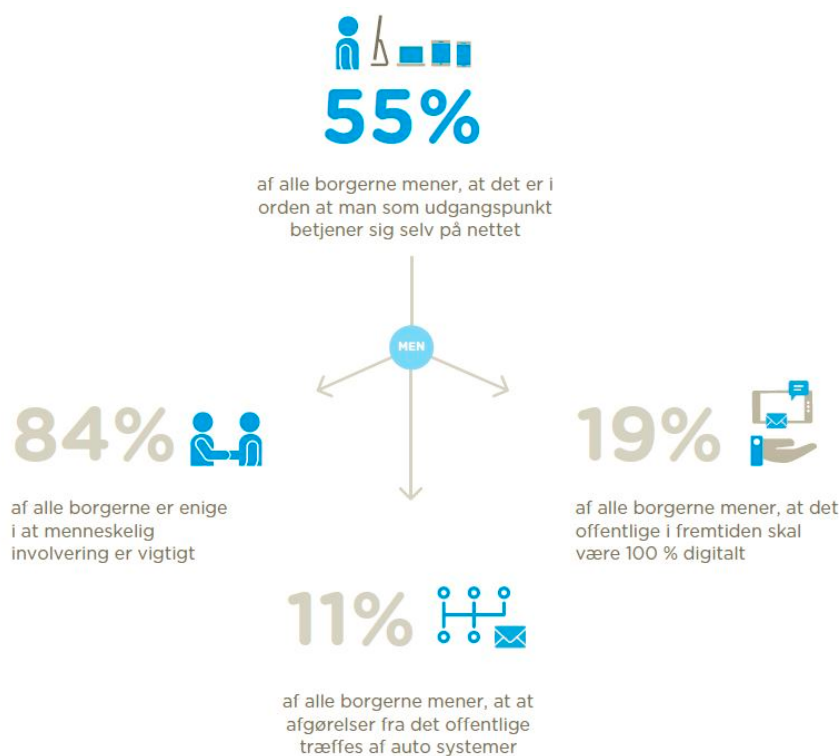 55%
af alle borgerne mener, at det er i
orden at man som udgangspunkt
betjener sig selv på nettet
MEN
84%
af alle borgerne er enige
i at menneskelig
involvering er vigtigt
19%
af alle borgerne mener, at det
offentlige i fremtiden skal
være 100 % digitalt
11%
af alle borgerne mener, at at
afgørelser fra det offentlige
træffes af auto systemer